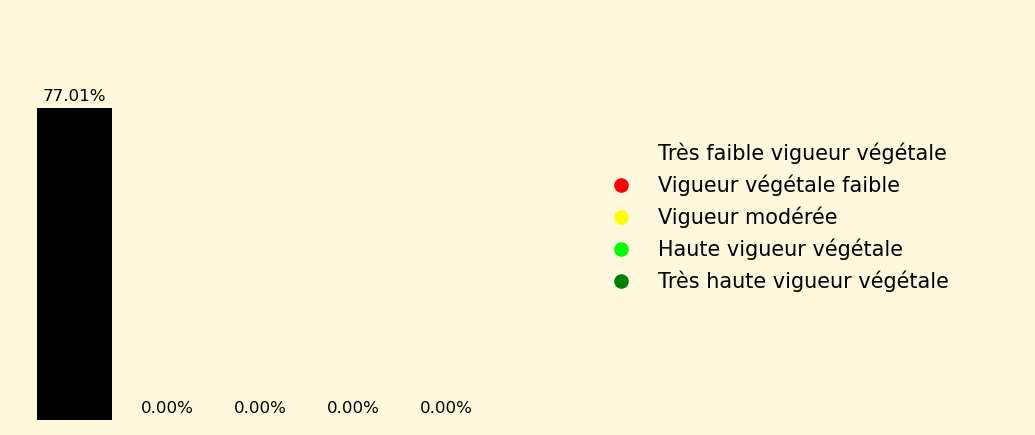 77.01%
0.00%
0.00%
0.00%
0.00%
Très faible vigueur végétale
Vigueur végétale faible
Vigueur modérée
Haute vigueur végétale
Très haute vigueur végétale